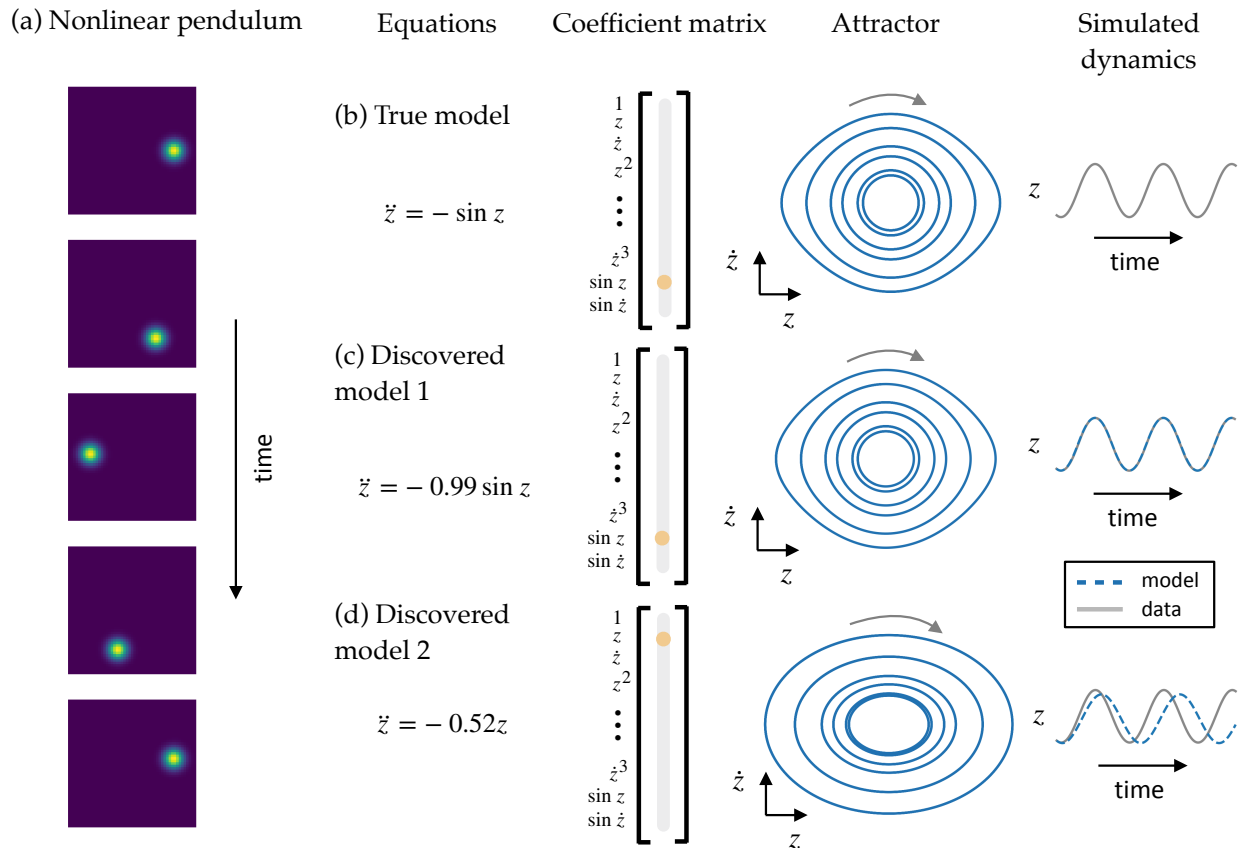 (a) Nonlinear pendulum
Equations
Coefficient matrix
Attractor
Simulated
dynamics
time
(b) True model
z̈ = − sin z
1
z
ż
z²
⋮
ż³
sin z
sin ż
ż
z
z
time
(c) Discovered
model 1
z̈ = − 0.99 sin z
1
z
ż
z²
⋮
ż³
sin z
sin ż
ż
z
z
time
model
data
(d) Discovered
model 2
z̈ = − 0.52z
1
z
ż
z²
⋮
ż³
sin z
sin ż
ż
z
z
time